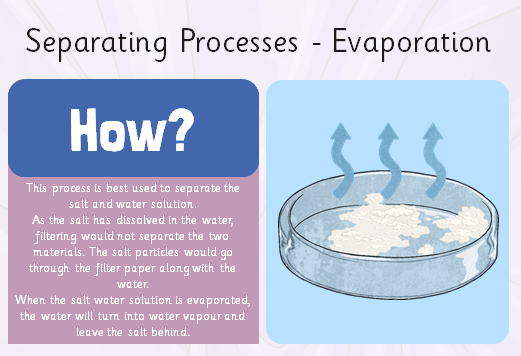 Separating Processes - Evaporation
How?
This process is best used to separate the
salt and water solution.
As the salt has dissolved in the water,
filtering would not separate the two
materials. The salt particles would go
through the filter paper along with the
water.
When the salt water solution is evaporated,
the water will turn into water vapour and
leave the salt behind.